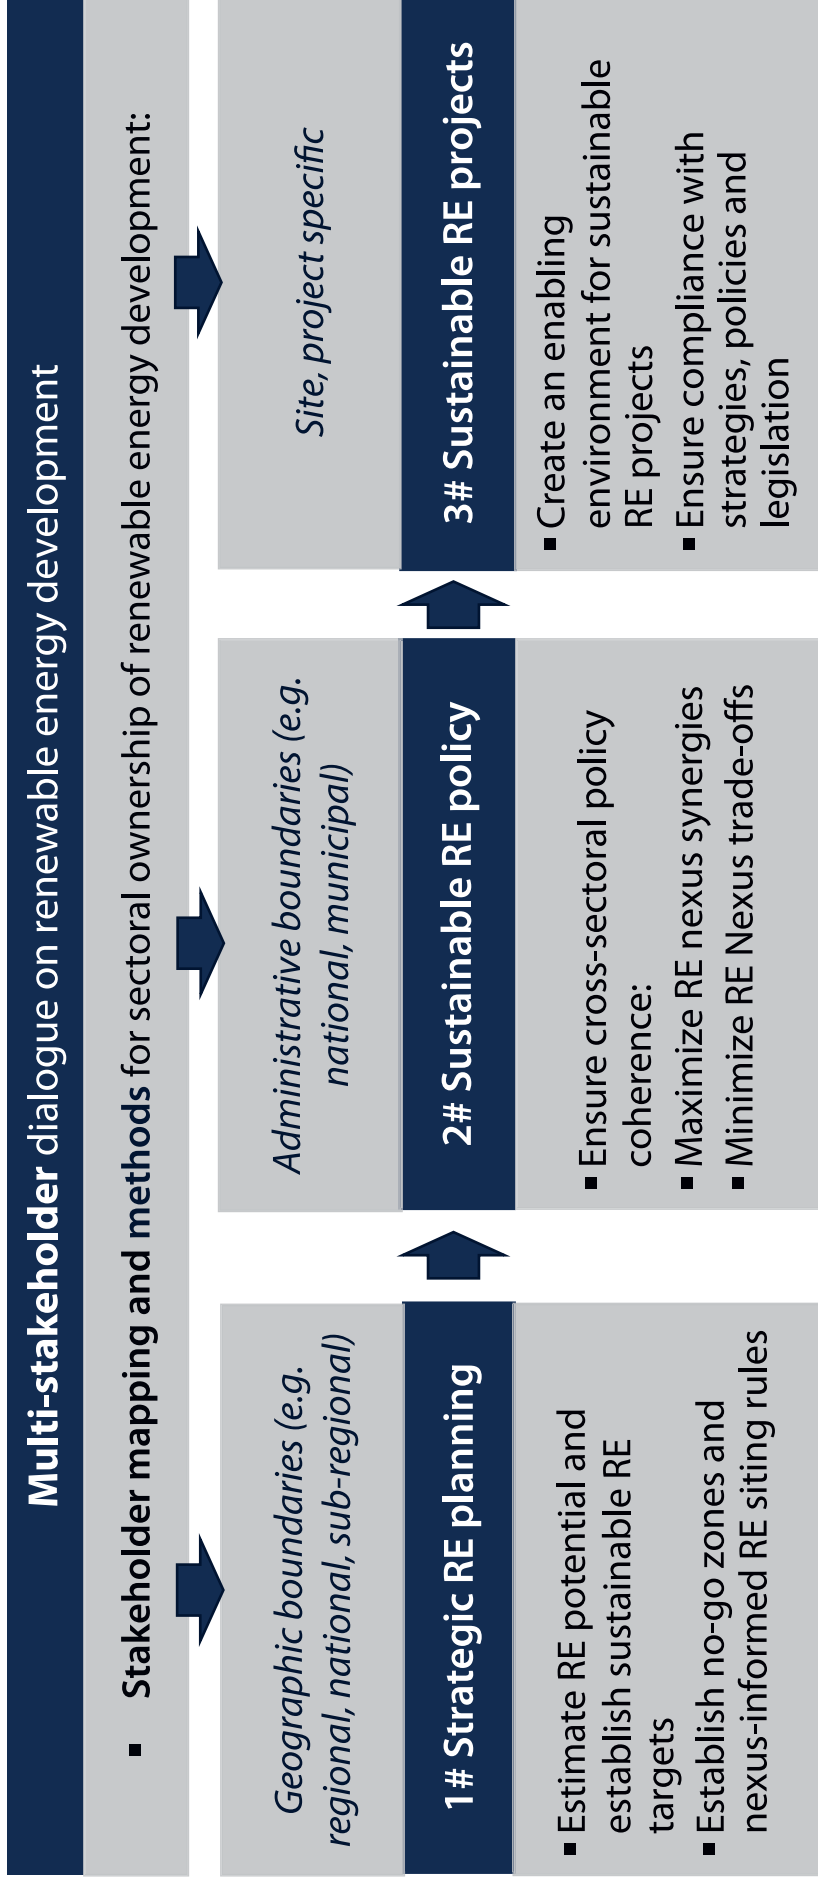 Multi-stakeholder dialogue on renewable energy development
▪ Stakeholder mapping and methods for sectoral ownership of renewable energy development:
Geographic boundaries (e.g.
regional, national, sub-regional)
1# Strategic RE planning
▪ Estimate RE potential and
establish sustainable RE
targets
▪ Establish no-go zones and
nexus-informed RE siting rules
Administrative boundaries (e.g.
national, municipal)
2# Sustainable RE policy
▪ Ensure cross-sectoral policy
coherence:
▪ Maximize RE nexus synergies
▪ Minimize RE Nexus trade-offs
Site, project specific
3# Sustainable RE projects
▪ Create an enabling
environment for sustainable
RE projects
▪ Ensure compliance with
strategies, policies and
legislation